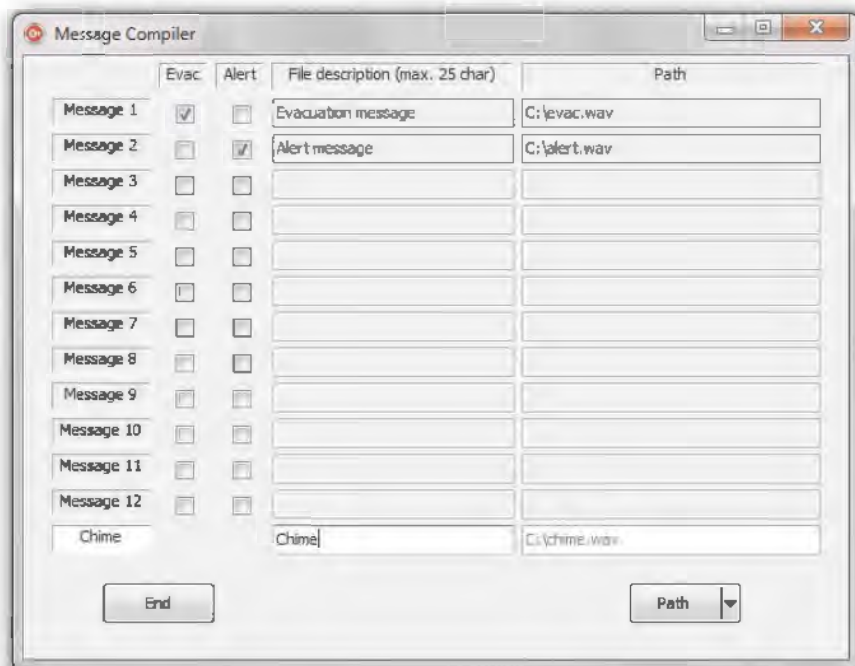 Message Compiler
Evac Alert File description (max. 25 char) Path
Message 1 Evacuation message C:\evac.wav
Message 2 Alert message C:\alert.wav
Message 3
Message 4
Message 5
Message 6
Message 7
Message 8
Message 9
Message 10
Message 11
Message 12
Chime Chime C:\chime.wav
End Path